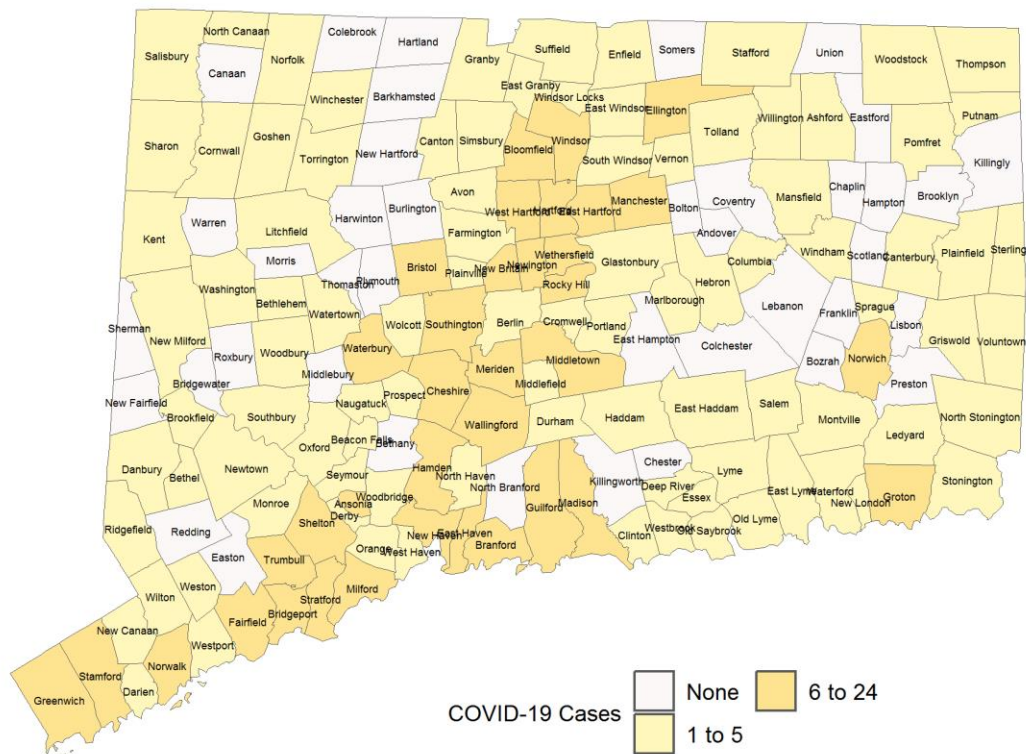 Colebrook
North Canaan
Hartland
Salisbury
Norfolk
Canaan
Granby
Suffield
Enfield
Somers
Stafford
Union
Woodstock
Thompson
East Granby
Winchester
Barkhamsted
Windsor Locks
East Windsor
Ellington
Willington
Ashford
Eastford
Putnam
Sharon
Cornwall
Goshen
Torrington
New Hartford
Canton
Simsbury
Bloomfield
Windsor
South Windsor
Vernon
Tolland
Pomfret
Killingly
Avon
West Hartford
Hartford
East Hartford
Manchester
Bolton
Coventry
Mansfield
Chaplin
Hampton
Brooklyn
Kent
Warren
Litchfield
Harwinton
Burlington
Farmington
Andover
Morris
Bristol
Plainville
New Britain
Newington
Wethersfield
Glastonbury
Columbia
Windham
Scotland
Canterbury
Plainfield
Sterling
Washington
Bethlehem
Thomaston
Plymouth
Watertown
Rocky Hill
Hebron
Marlborough
Lebanon
Franklin
Sprague
Lisbon
Griswold
Voluntown
Sherman
New Milford
Roxbury
Woodbury
Wolcott
Southington
Berlin
Cromwell
Portland
East Hampton
Colchester
Bozrah
Norwich
Preston
Waterbury
Middlebury
Meriden
Middletown
Middlefield
Bridgewater
New Fairfield
Brookfield
Southbury
Naugatuck
Prospect
Cheshire
Wallingford
Durham
Haddam
East Haddam
Salem
Montville
North Stonington
Ledyard
Danbury
Bethel
Newtown
Oxford
Beacon Falls
Bethany
Seymour
Hamden
North Haven
North Branford
Killingworth
Chester
Lyme
Deep River
Essex
East Lyme
Waterford
New London
Groton
Stonington
Ridgefield
Redding
Monroe
Shelton
Ansonia
Derby
Woodbridge
New Haven
East Haven
Branford
Guilford
Madison
Clinton
Westbrook
Old Saybrook
Old Lyme
Orange
West Haven
Easton
Trumbull
Milford
Stratford
Bridgeport
Fairfield
Weston
Wilton
Westport
New Canaan
Norwalk
Darien
Stamford
Greenwich
COVID-19 Cases
None
6 to 24
1 to 5